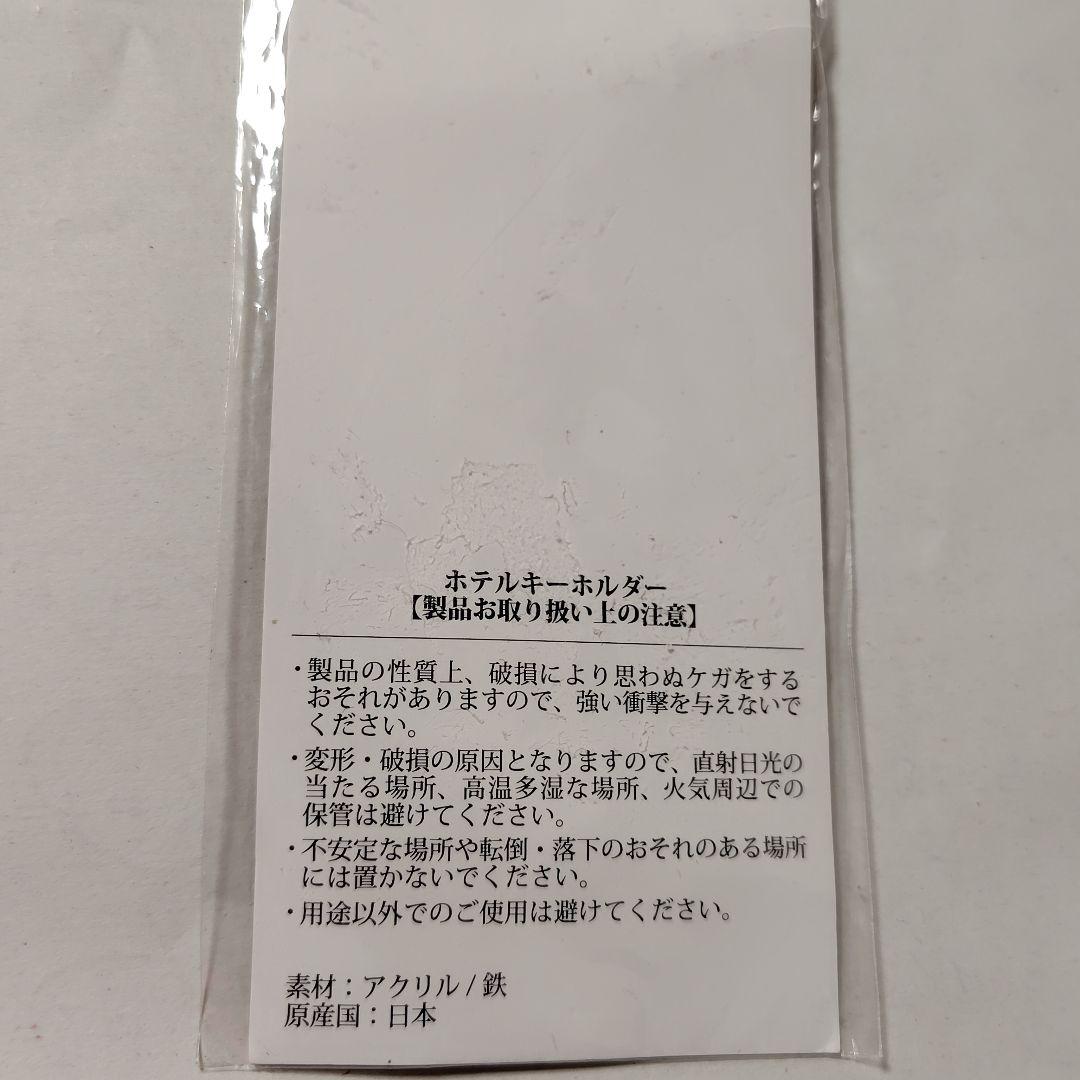 ホテルキーホルダー
【製品お取り扱い上の注意】
・製品の性質上、破損により思わぬケガをする
おそれがありますので、強い衝撃を与えないで
ください。
・変形・破損の原因となりますので、直射日光の
当たる場所、高温多湿な場所、火気周辺での
保管は避けてください。
・不安定な場所や転倒・落下のおそれのある場所
には置かないでください。
・用途以外でのご使用は避けてください。
素材：アクリル / 鉄
原産国：日本